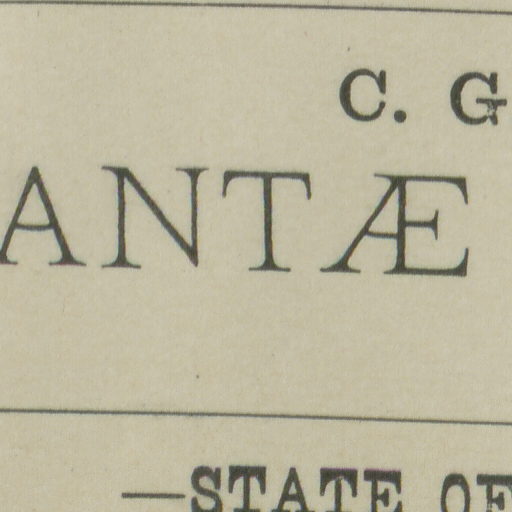 C. G
ANTÆ
—STATE OF